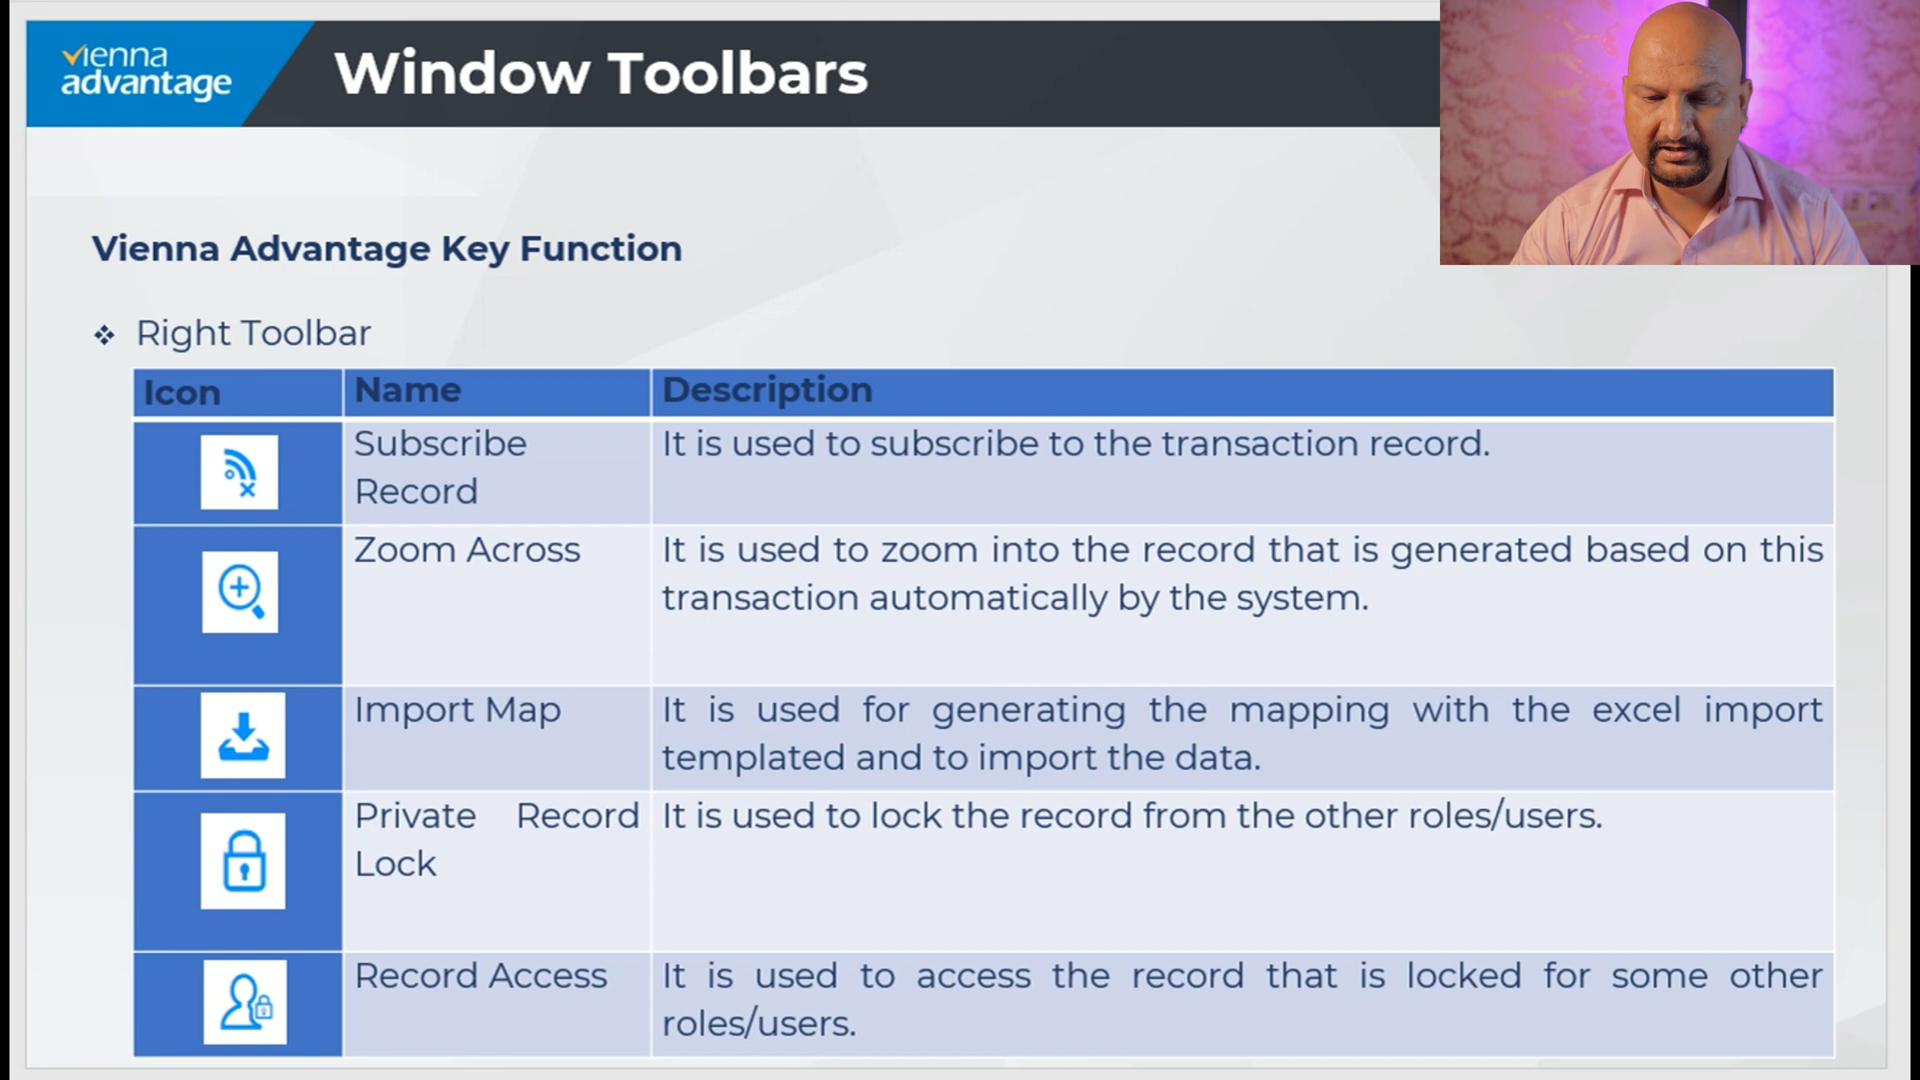 vienna
advantage
Window Toolbars
Vienna Advantage Key Function
Right Toolbar
Icon Name Description
Subscribe It is used to subscribe to the transaction record.
Record
Zoom Across It is used to zoom into the record that is generated based on this
transaction automatically by the system.
Import Map It is used for generating the mapping with the excel import
templated and to import the data.
Private Record It is used to lock the record from the other roles/users.
Lock
Record Access It is used to access the record that is locked for some other
roles/users.